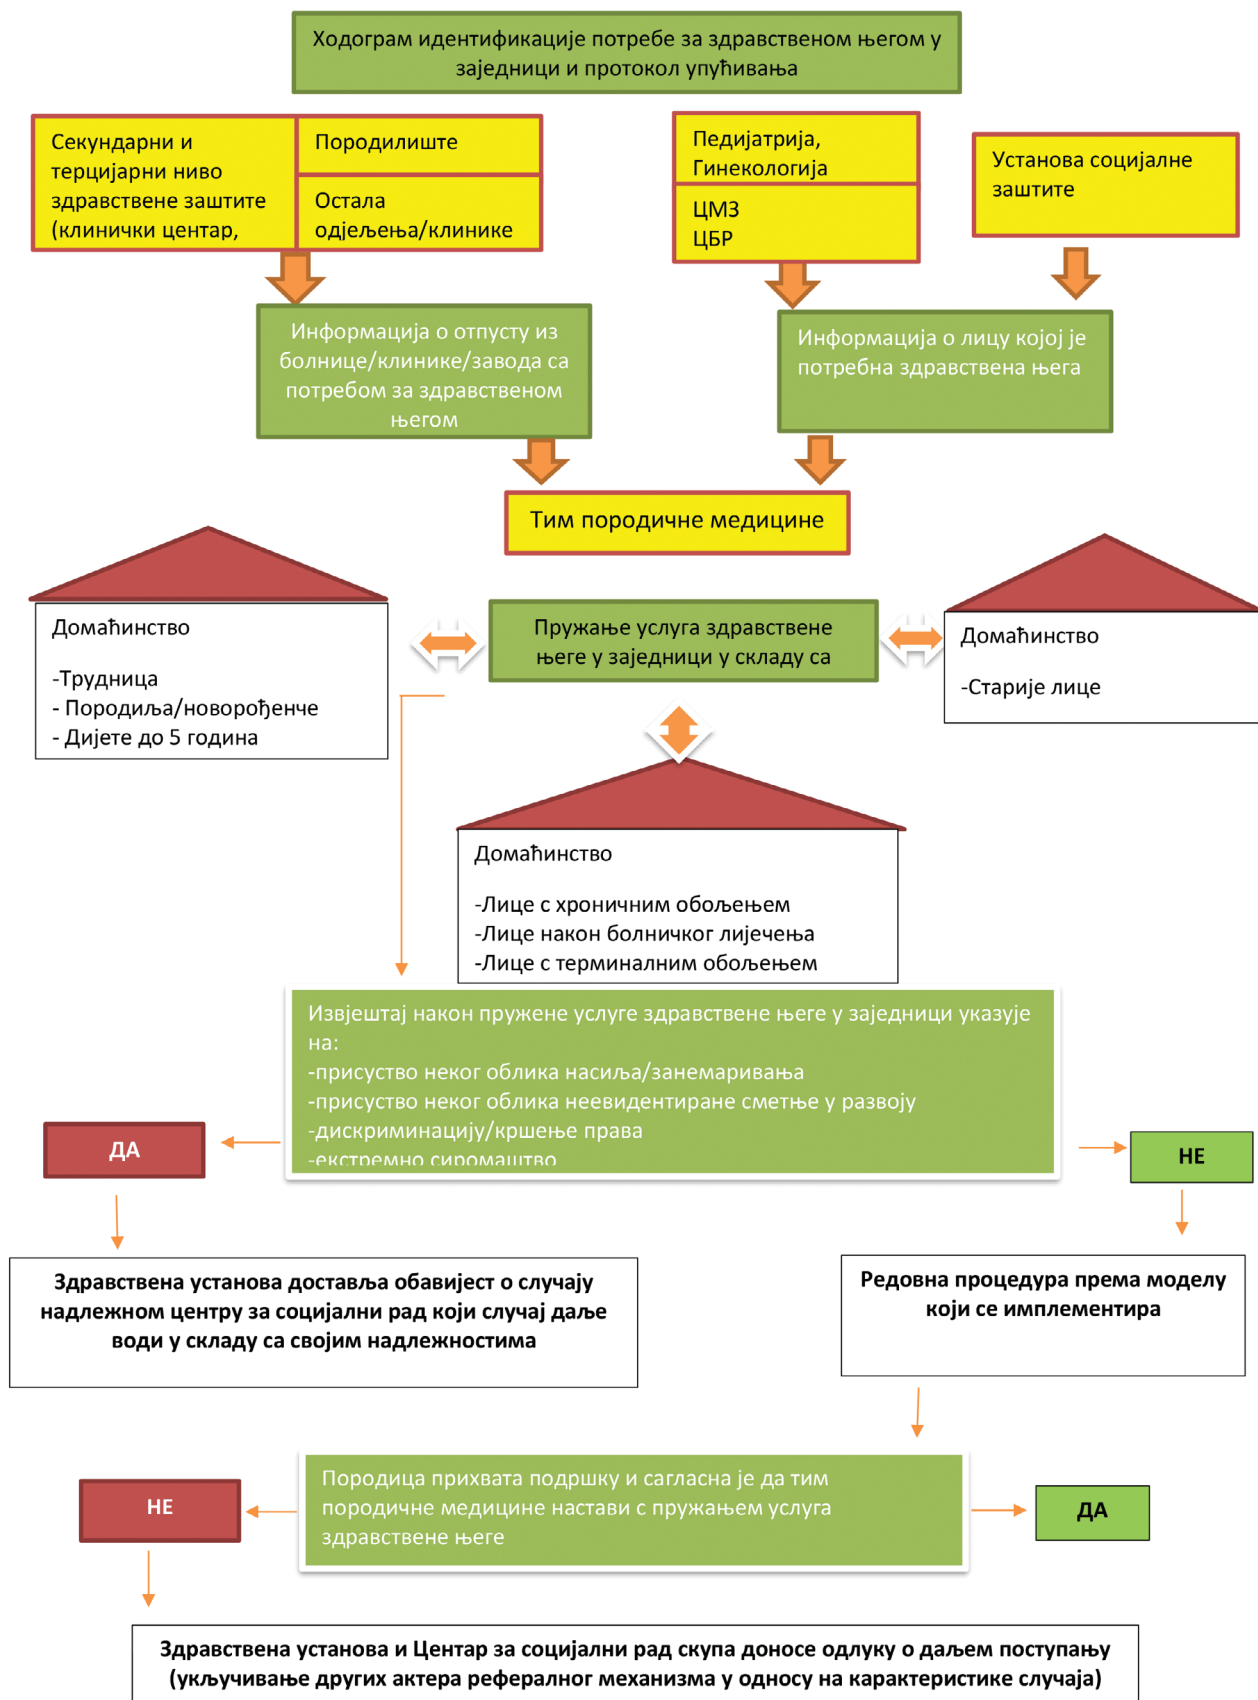 Ходограм идентификације потребе за здравственом његом у
заједници и протокол упућивања
Секундарни и
терцијарни ниво
здравствене заштите
(клинички центар,
Породилиште
Остала
одјељења/клинике
Педијатрија,
Гинекологија
ЦМЗ
ЦБР
Установа социјалне
заштите
Информација о отпусту из
болнице/клинике/завода са
потребом за здравственом
његом
Информација о лицу којој је
потребна здравствена њега
Тим породичне медицине
Домаћинство
-Трудница
- Породиља/новорођенче
- Дијете до 5 година
Пружање услуга здравствене
његе у заједници у складу са
Домаћинство
-Старије лице
Домаћинство
-Лице с хроничним обољењем
-Лице након болничког лијечења
-Лице с терминалним обољењем
Извјештај након пружене услуге здравствене његе у заједници указује
на:
-присуство неког облика насиља/занемаривања
-присуство неког облика неевидентиране сметње у развоју
-дискриминацију/кршење права
-екстремно сиромаштво
ДА
НЕ
Здравствена установа доставља обавијест о случају
надлежном центру за социјални рад који случај даље
води у складу са својим надлежностима
Редовна процедура према моделу
који се имплементира
Породица прихвата подршку и сагласна је да тим
породичне медицине настави с пружањем услуга
здравствене његе
НЕ
ДА
Здравствена установа и Центар за социјални рад скупа доносе одлуку о даљем поступању
(укључивање других актера рефералног механизма у односу на карактеристике случаја)